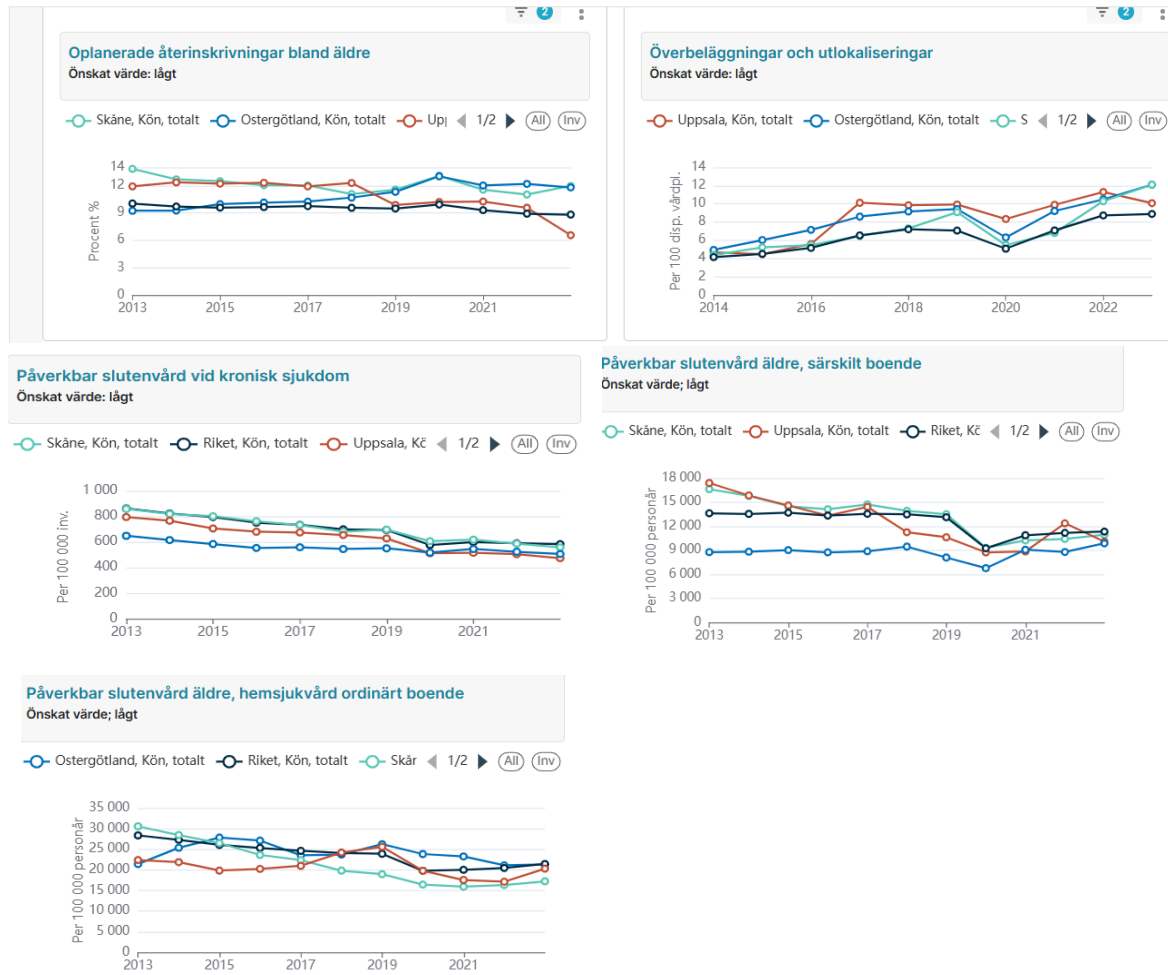 2
2
Oplanerade återinskrivningar bland äldre
Önskat värde: lågt
Skåne, Kön, totalt Ostergötland, Kön, totalt Upp 1/2 All Inv
14
12
9
6
3
0
Procent %
2013 2015 2017 2019 2021
Överbeläggningar och utlokaliseringar
Önskat värde: lågt
Uppsala, Kön, totalt Ostergötland, Kön, totalt S 1/2 All Inv
14
12
10
8
6
4
2
0
Per 100 disp. vårdpl.
2014 2016 2018 2020 2022
Påverkbar slutenvård vid kronisk sjukdom
Önskat värde: lågt
Skåne, Kön, totalt Riket, Kön, totalt Uppsala, Kö 1/2 All Inv
1 000
800
600
400
200
0
Per 100 000 inv.
2013 2015 2017 2019 2021
Påverkbar slutenvård äldre, särskilt boende
Önskat värde; lågt
Skåne, Kön, totalt Uppsala, Kön, totalt Riket, Kö 1/2 All Inv
18 000
15 000
12 000
9 000
6 000
3 000
0
Per 100 000 personår
2013 2015 2017 2019 2021
Påverkbar slutenvård äldre, hemsjukvård ordinärt boende
Önskat värde; lågt
Ostergötland, Kön, totalt Riket, Kön, totalt Skår 1/2 All Inv
35 000
30 000
25 000
20 000
15 000
10 000
5 000
0
Per 100 000 personår
2013 2015 2017 2019 2021